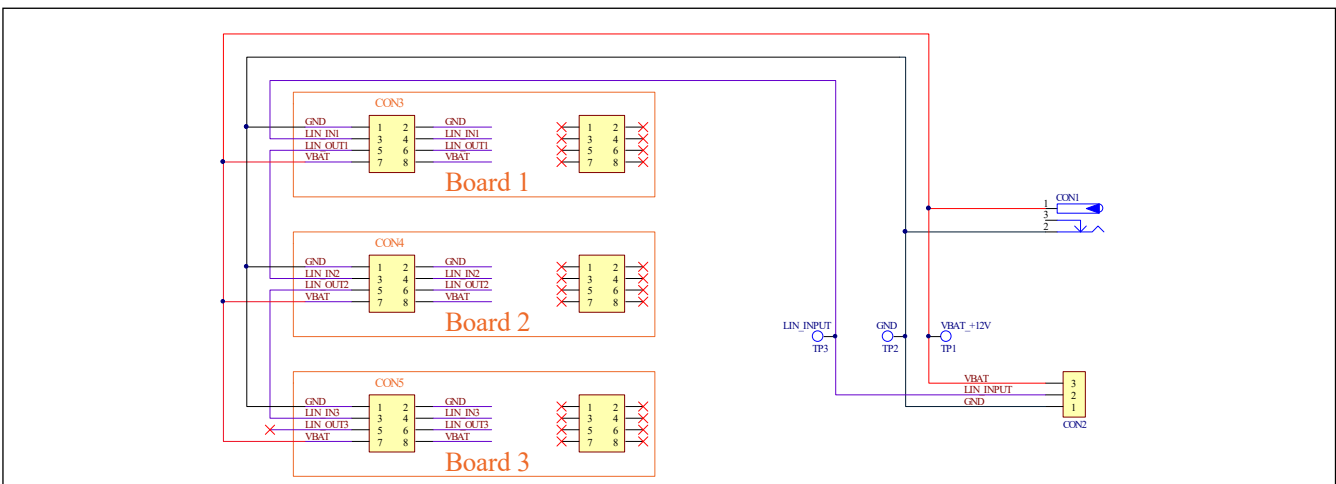 CON3
GND 1 2 GND
LIN_IN1 3 4 LIN_IN1
LIN_OUT1 5 6 LIN_OUT1
VBAT 7 8 VBAT
1 2
3 4
5 6
7 8
Board 1
CON1
1
3
2
CON4
GND 1 2 GND
LIN_IN2 3 4 LIN_IN2
LIN_OUT2 5 6 LIN_OUT2
VBAT 7 8 VBAT
1 2
3 4
5 6
7 8
Board 2
LIN_INPUT
TP3
GND
TP2
VBAT_+12V
TP1
CON5
GND 1 2 GND
LIN_IN3 3 4 LIN_IN3
LIN_OUT3 5 6 LIN_OUT3
VBAT 7 8 VBAT
1 2
3 4
5 6
7 8
Board 3
VBAT 3
LIN_INPUT 2
GND 1
CON2